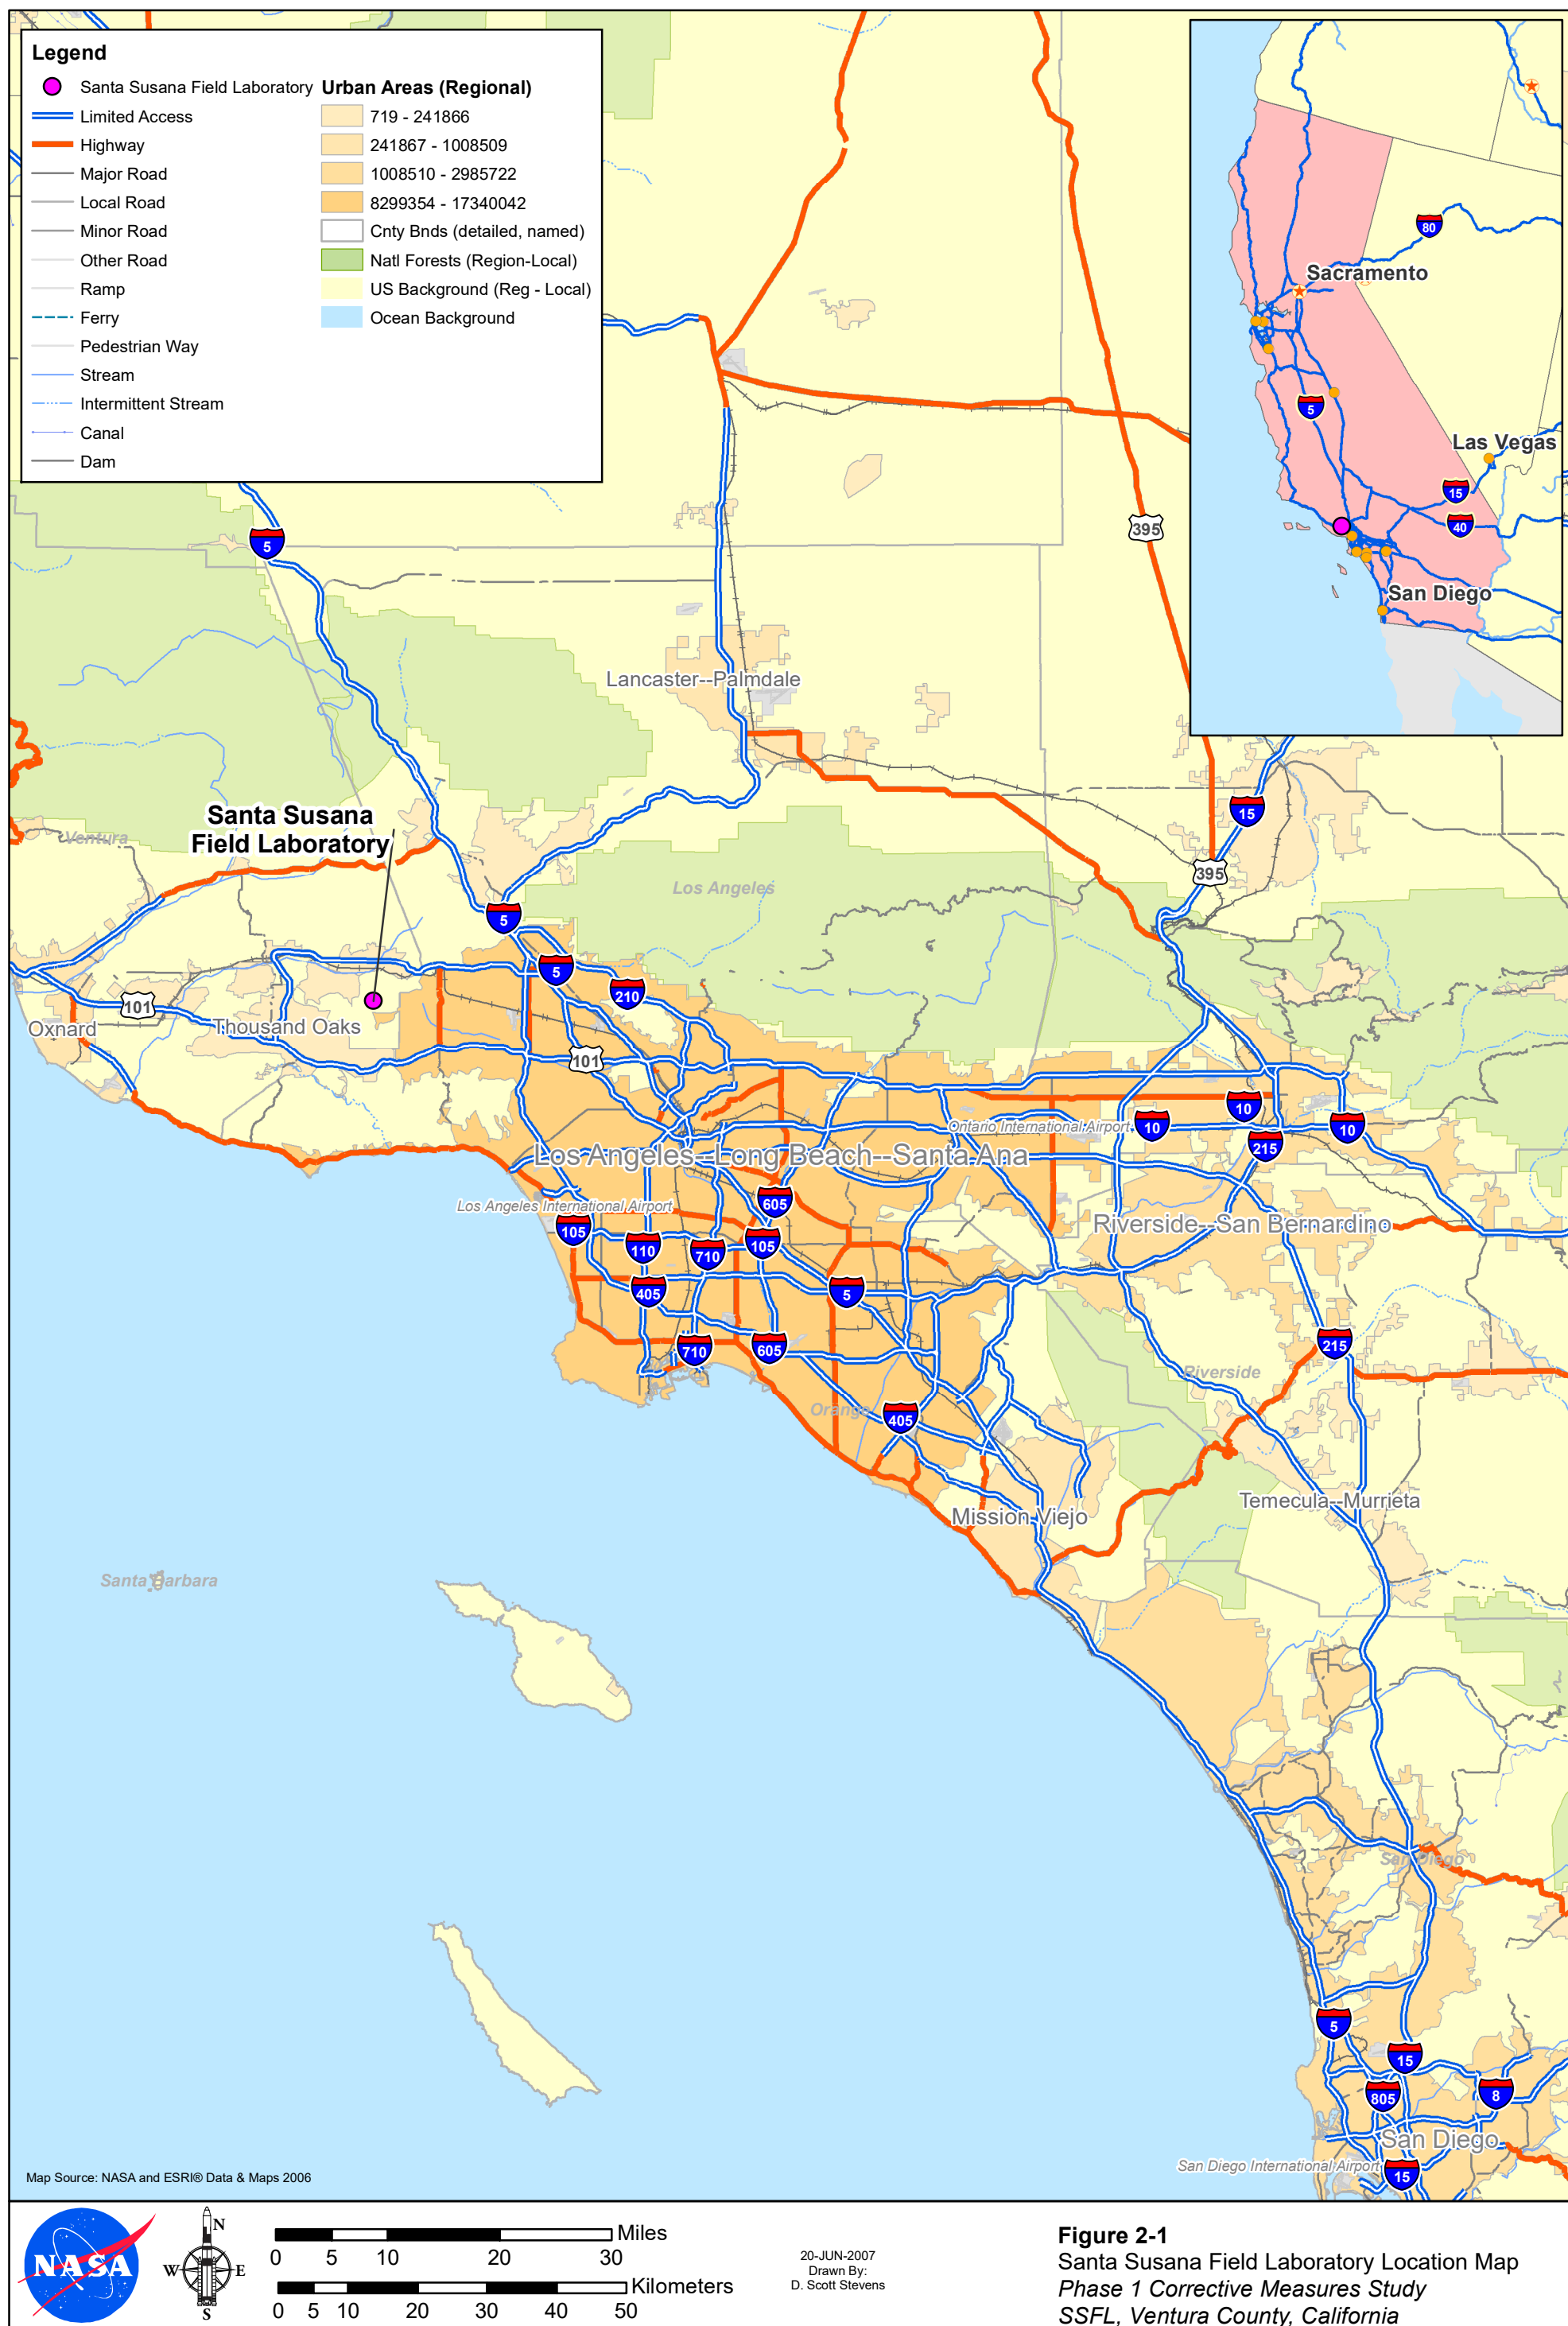 Legend
Santa Susana Field Laboratory
Limited Access
Highway
Major Road
Local Road
Minor Road
Other Road
Ramp
Ferry
Pedestrian Way
Stream
Intermittent Stream
Canal
Dam
Urban Areas (Regional)
719 - 241866
241867 - 1008509
1008510 - 2985722
8299354 - 17340042
Cnty Bnds (detailed, named)
Natl Forests (Region-Local)
US Background (Reg - Local)
Ocean Background
80
Sacramento
5
Las Vegas
15
40
San Diego
5
395
Lancaster--Palmdale
Santa Susana
Field Laboratory
Ventura
15
395
Los Angeles
5
5
210
101
Oxnard
Thousand Oaks
101
Ontario International Airport
10
10
10
215
Los Angeles--Long Beach--Santa Ana
Los Angeles International Airport
605
Riverside--San Bernardino
105
110
710
105
405
5
710
605
215
Riverside
Orange
405
Temecula--Murrieta
Mission Viejo
Santa Barbara
San Diego
5
15
805
8
San Diego
San Diego International Airport
15
Map Source: NASA and ESRI® Data & Maps 2006
NASA
N
W
E
S
Miles
0 5 10 20 30
Kilometers
0 5 10 20 30 40 50
20-JUN-2007
Drawn By:
D. Scott Stevens
Figure 2-1
Santa Susana Field Laboratory Location Map
Phase 1 Corrective Measures Study
SSFL, Ventura County, California